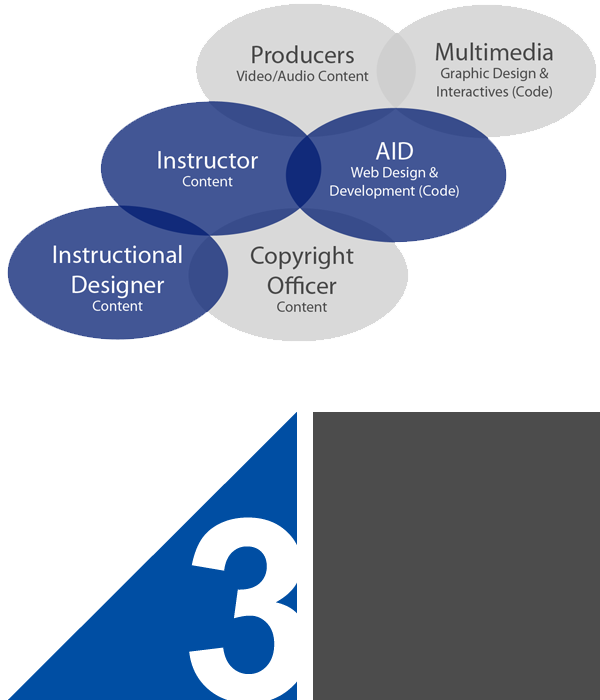 Producers
Video/Audio Content
Multimedia
Graphic Design &
Interactives (Code)
Instructor
Content
AID
Web Design &
Development (Code)
Instructional
Designer
Content
Copyright
Officer
Content
3